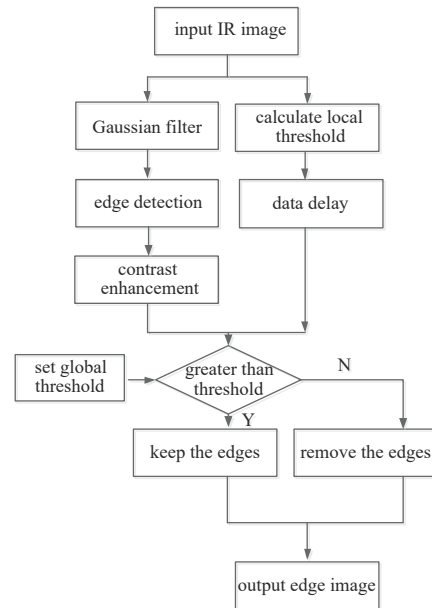 input IR image
Gaussian filter
calculate local
threshold
edge detection
data delay
contrast
enhancement
set global
threshold
greater than
threshold
N
Y
keep the edges
remove the edges
output edge image